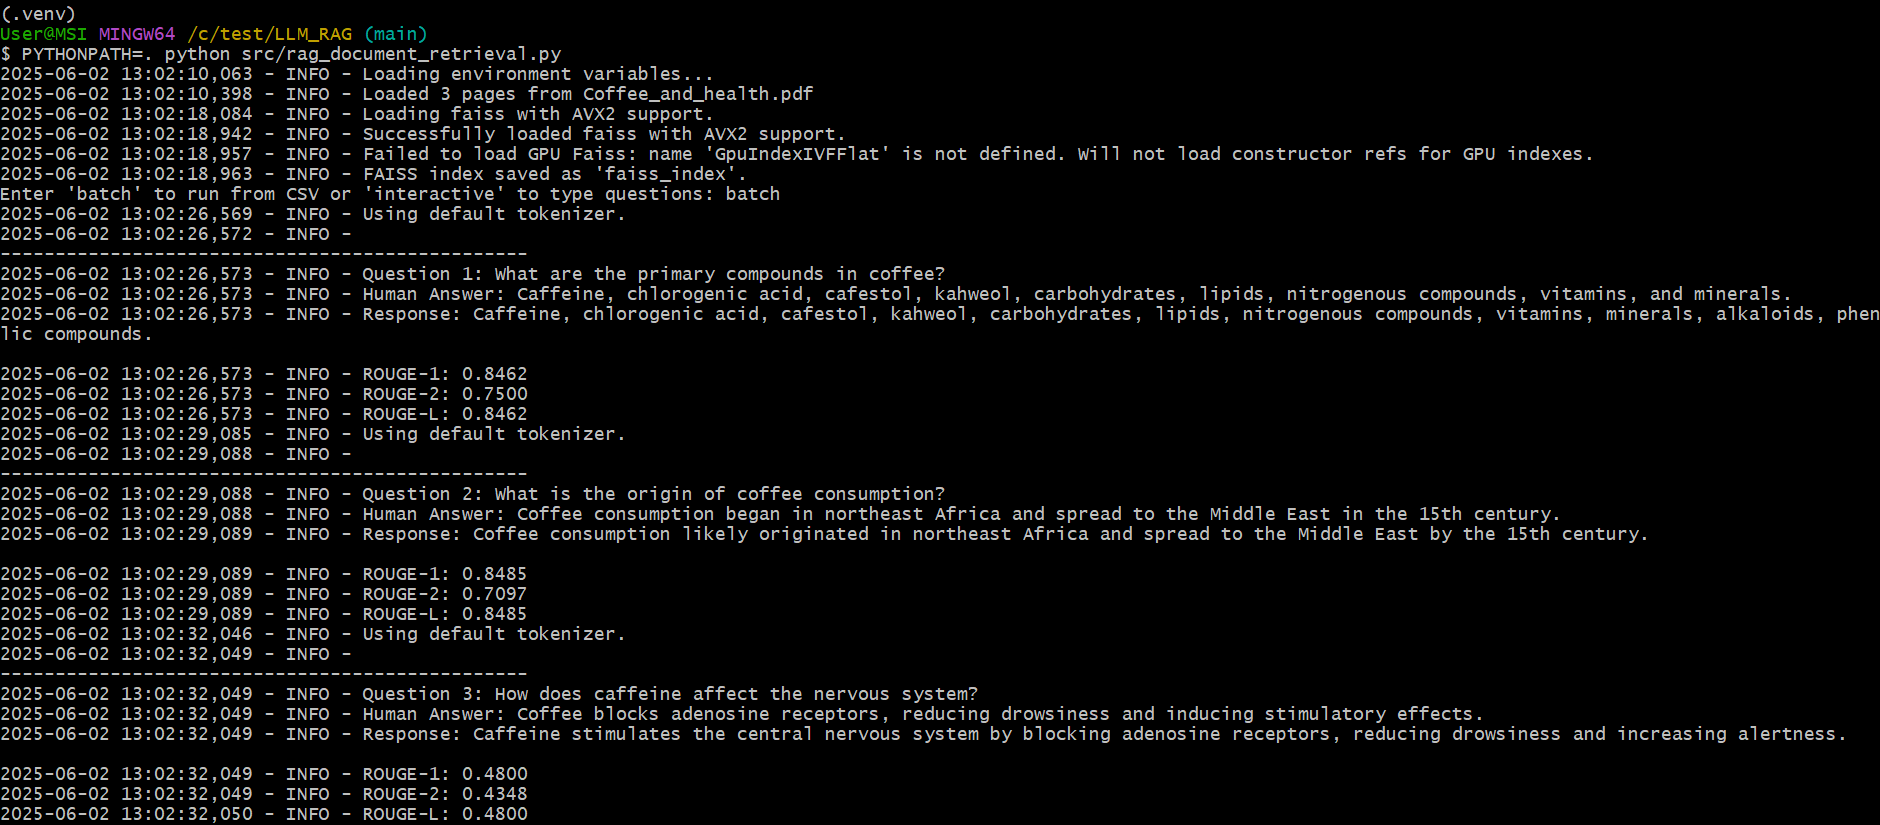 (.venv)
User@MSI MINGW64 /c/test/LLM_RAG (main)
$ PYTHONPATH=. python src/rag_document_retrieval.py
2025-06-02 13:02:10,063 - INFO - Loading environment variables...
2025-06-02 13:02:10,398 - INFO - Loaded 3 pages from Coffee_and_health.pdf
2025-06-02 13:02:18,084 - INFO - Loading faiss with AVX2 support.
2025-06-02 13:02:18,942 - INFO - Successfully loaded faiss with AVX2 support.
2025-06-02 13:02:18,957 - INFO - Failed to load GPU Faiss: name 'GpuIndexIVFFlat' is not defined. Will not load constructor refs for GPU indexes.
2025-06-02 13:02:18,963 - INFO - FAISS index saved as 'faiss_index'.
Enter 'batch' to run from CSV or 'interactive' to type questions: batch
2025-06-02 13:02:26,569 - INFO - Using default tokenizer.
2025-06-02 13:02:26,572 - INFO -
------------------------------------------------
2025-06-02 13:02:26,573 - INFO - Question 1: What are the primary compounds in coffee?
2025-06-02 13:02:26,573 - INFO - Human Answer: Caffeine, chlorogenic acid, cafestol, kahweol, carbohydrates, lipids, nitrogenous compounds, vitamins, and minerals.
2025-06-02 13:02:26,573 - INFO - Response: Caffeine, chlorogenic acid, cafestol, kahweol, carbohydrates, lipids, nitrogenous compounds, vitamins, minerals, alkaloids, phen
lic compounds.
2025-06-02 13:02:26,573 - INFO - ROUGE-1: 0.8462
2025-06-02 13:02:26,573 - INFO - ROUGE-2: 0.7500
2025-06-02 13:02:26,573 - INFO - ROUGE-L: 0.8462
2025-06-02 13:02:29,085 - INFO - Using default tokenizer.
2025-06-02 13:02:29,088 - INFO -
------------------------------------------------
2025-06-02 13:02:29,088 - INFO - Question 2: What is the origin of coffee consumption?
2025-06-02 13:02:29,088 - INFO - Human Answer: Coffee consumption began in northeast Africa and spread to the Middle East in the 15th century.
2025-06-02 13:02:29,089 - INFO - Response: Coffee consumption likely originated in northeast Africa and spread to the Middle East by the 15th century.
2025-06-02 13:02:29,089 - INFO - ROUGE-1: 0.8485
2025-06-02 13:02:29,089 - INFO - ROUGE-2: 0.7097
2025-06-02 13:02:29,089 - INFO - ROUGE-L: 0.8485
2025-06-02 13:02:32,046 - INFO - Using default tokenizer.
2025-06-02 13:02:32,049 - INFO -
------------------------------------------------
2025-06-02 13:02:32,049 - INFO - Question 3: How does caffeine affect the nervous system?
2025-06-02 13:02:32,049 - INFO - Human Answer: Coffee blocks adenosine receptors, reducing drowsiness and inducing stimulatory effects.
2025-06-02 13:02:32,049 - INFO - Response: Caffeine stimulates the central nervous system by blocking adenosine receptors, reducing drowsiness and increasing alertness.
2025-06-02 13:02:32,049 - INFO - ROUGE-1: 0.4800
2025-06-02 13:02:32,049 - INFO - ROUGE-2: 0.4348
2025-06-02 13:02:32,050 - INFO - ROUGE-L: 0.4800